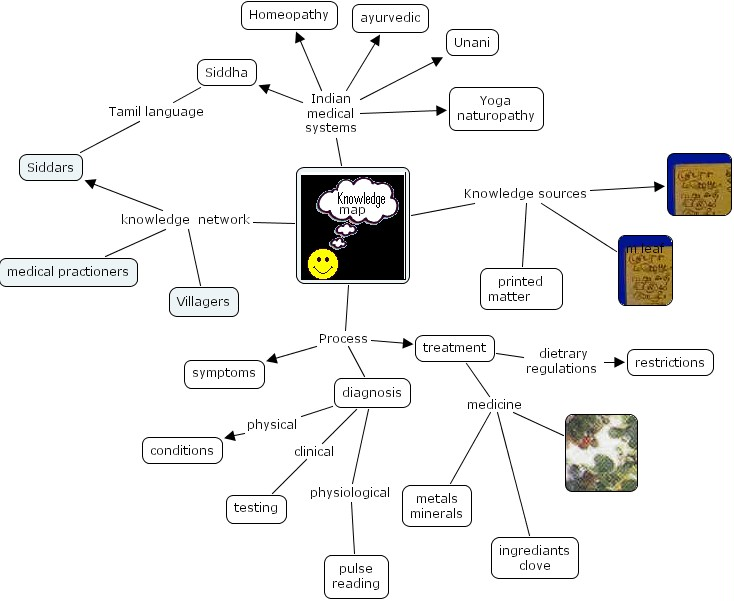 Homeopathy
ayurvedic
Unani
Siddha
Yoga
naturopathy
Indian
medical
systems
Tamil language
Siddars
Knowledge
map
Knowledge sources
knowledge network
medical practioners
Villagers
printed
matter
Process
symptoms
treatment
dietrary
regulations
restrictions
diagnosis
medicine
physical
conditions
clinical
testing
physiological
metals
minerals
ingrediants
clove
pulse
reading